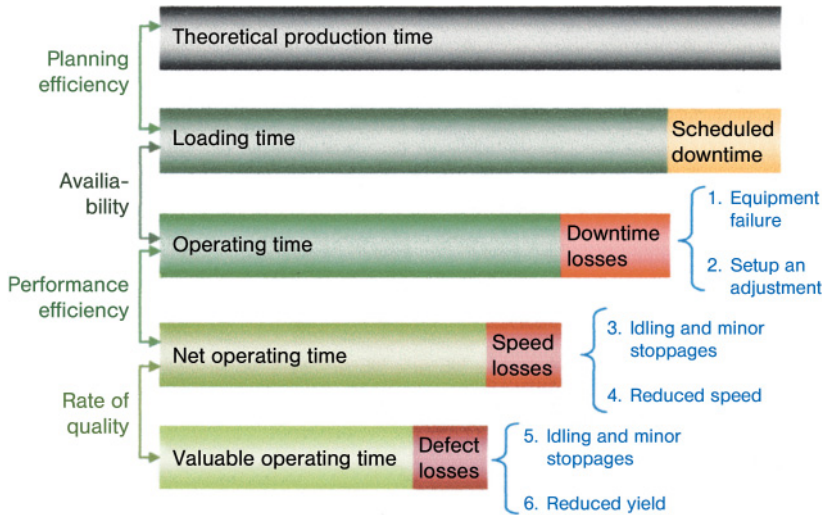 Theoretical production time
Planning
efficiency
Loading time
Scheduled
downtime
Availia-
bility
Operating time
Downtime
losses
1. Equipment
failure
2. Setup an
adjustment
Performance
efficiency
Net operating time
Speed
losses
3. Idling and minor
stoppages
4. Reduced speed
Rate of
quality
Valuable operating time
Defect
losses
5. Idling and minor
stoppages
6. Reduced yield